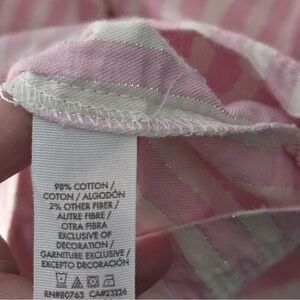 98% COTTON /
COTON / ALGODÓN
2% OTHER FIBER /
AUTRE FIBRE /
OTRA FIBRA
EXCLUSIVE OF
DECORATION /
GARNITURE EXCLUSIVE /
EXCEPTO DECORACIÓN
RN#80763 CA#23226